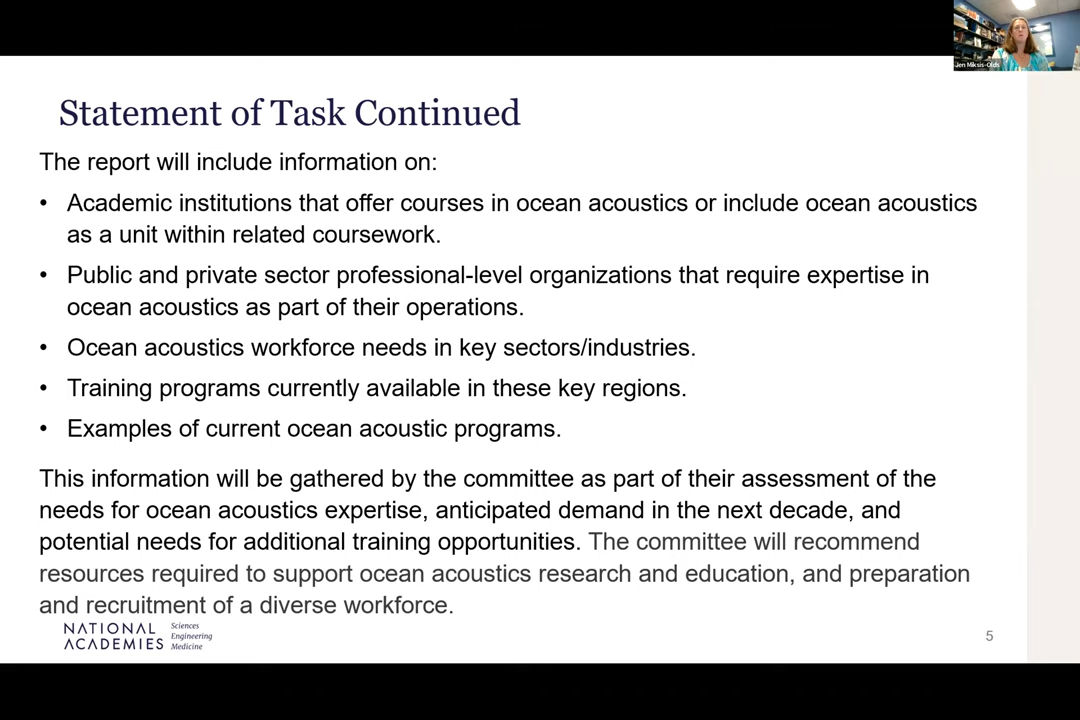 Jen Miksis-Olds
Statement of Task Continued
The report will include information on:
• Academic institutions that offer courses in ocean acoustics or include ocean acoustics
as a unit within related coursework.
• Public and private sector professional-level organizations that require expertise in
ocean acoustics as part of their operations.
• Ocean acoustics workforce needs in key sectors/industries.
• Training programs currently available in these key regions.
• Examples of current ocean acoustic programs.
This information will be gathered by the committee as part of their assessment of the
needs for ocean acoustics expertise, anticipated demand in the next decade, and
potential needs for additional training opportunities. The committee will recommend
resources required to support ocean acoustics research and education, and preparation
and recruitment of a diverse workforce.
NATIONAL ACADEMIES
Sciences
Engineering
Medicine
5